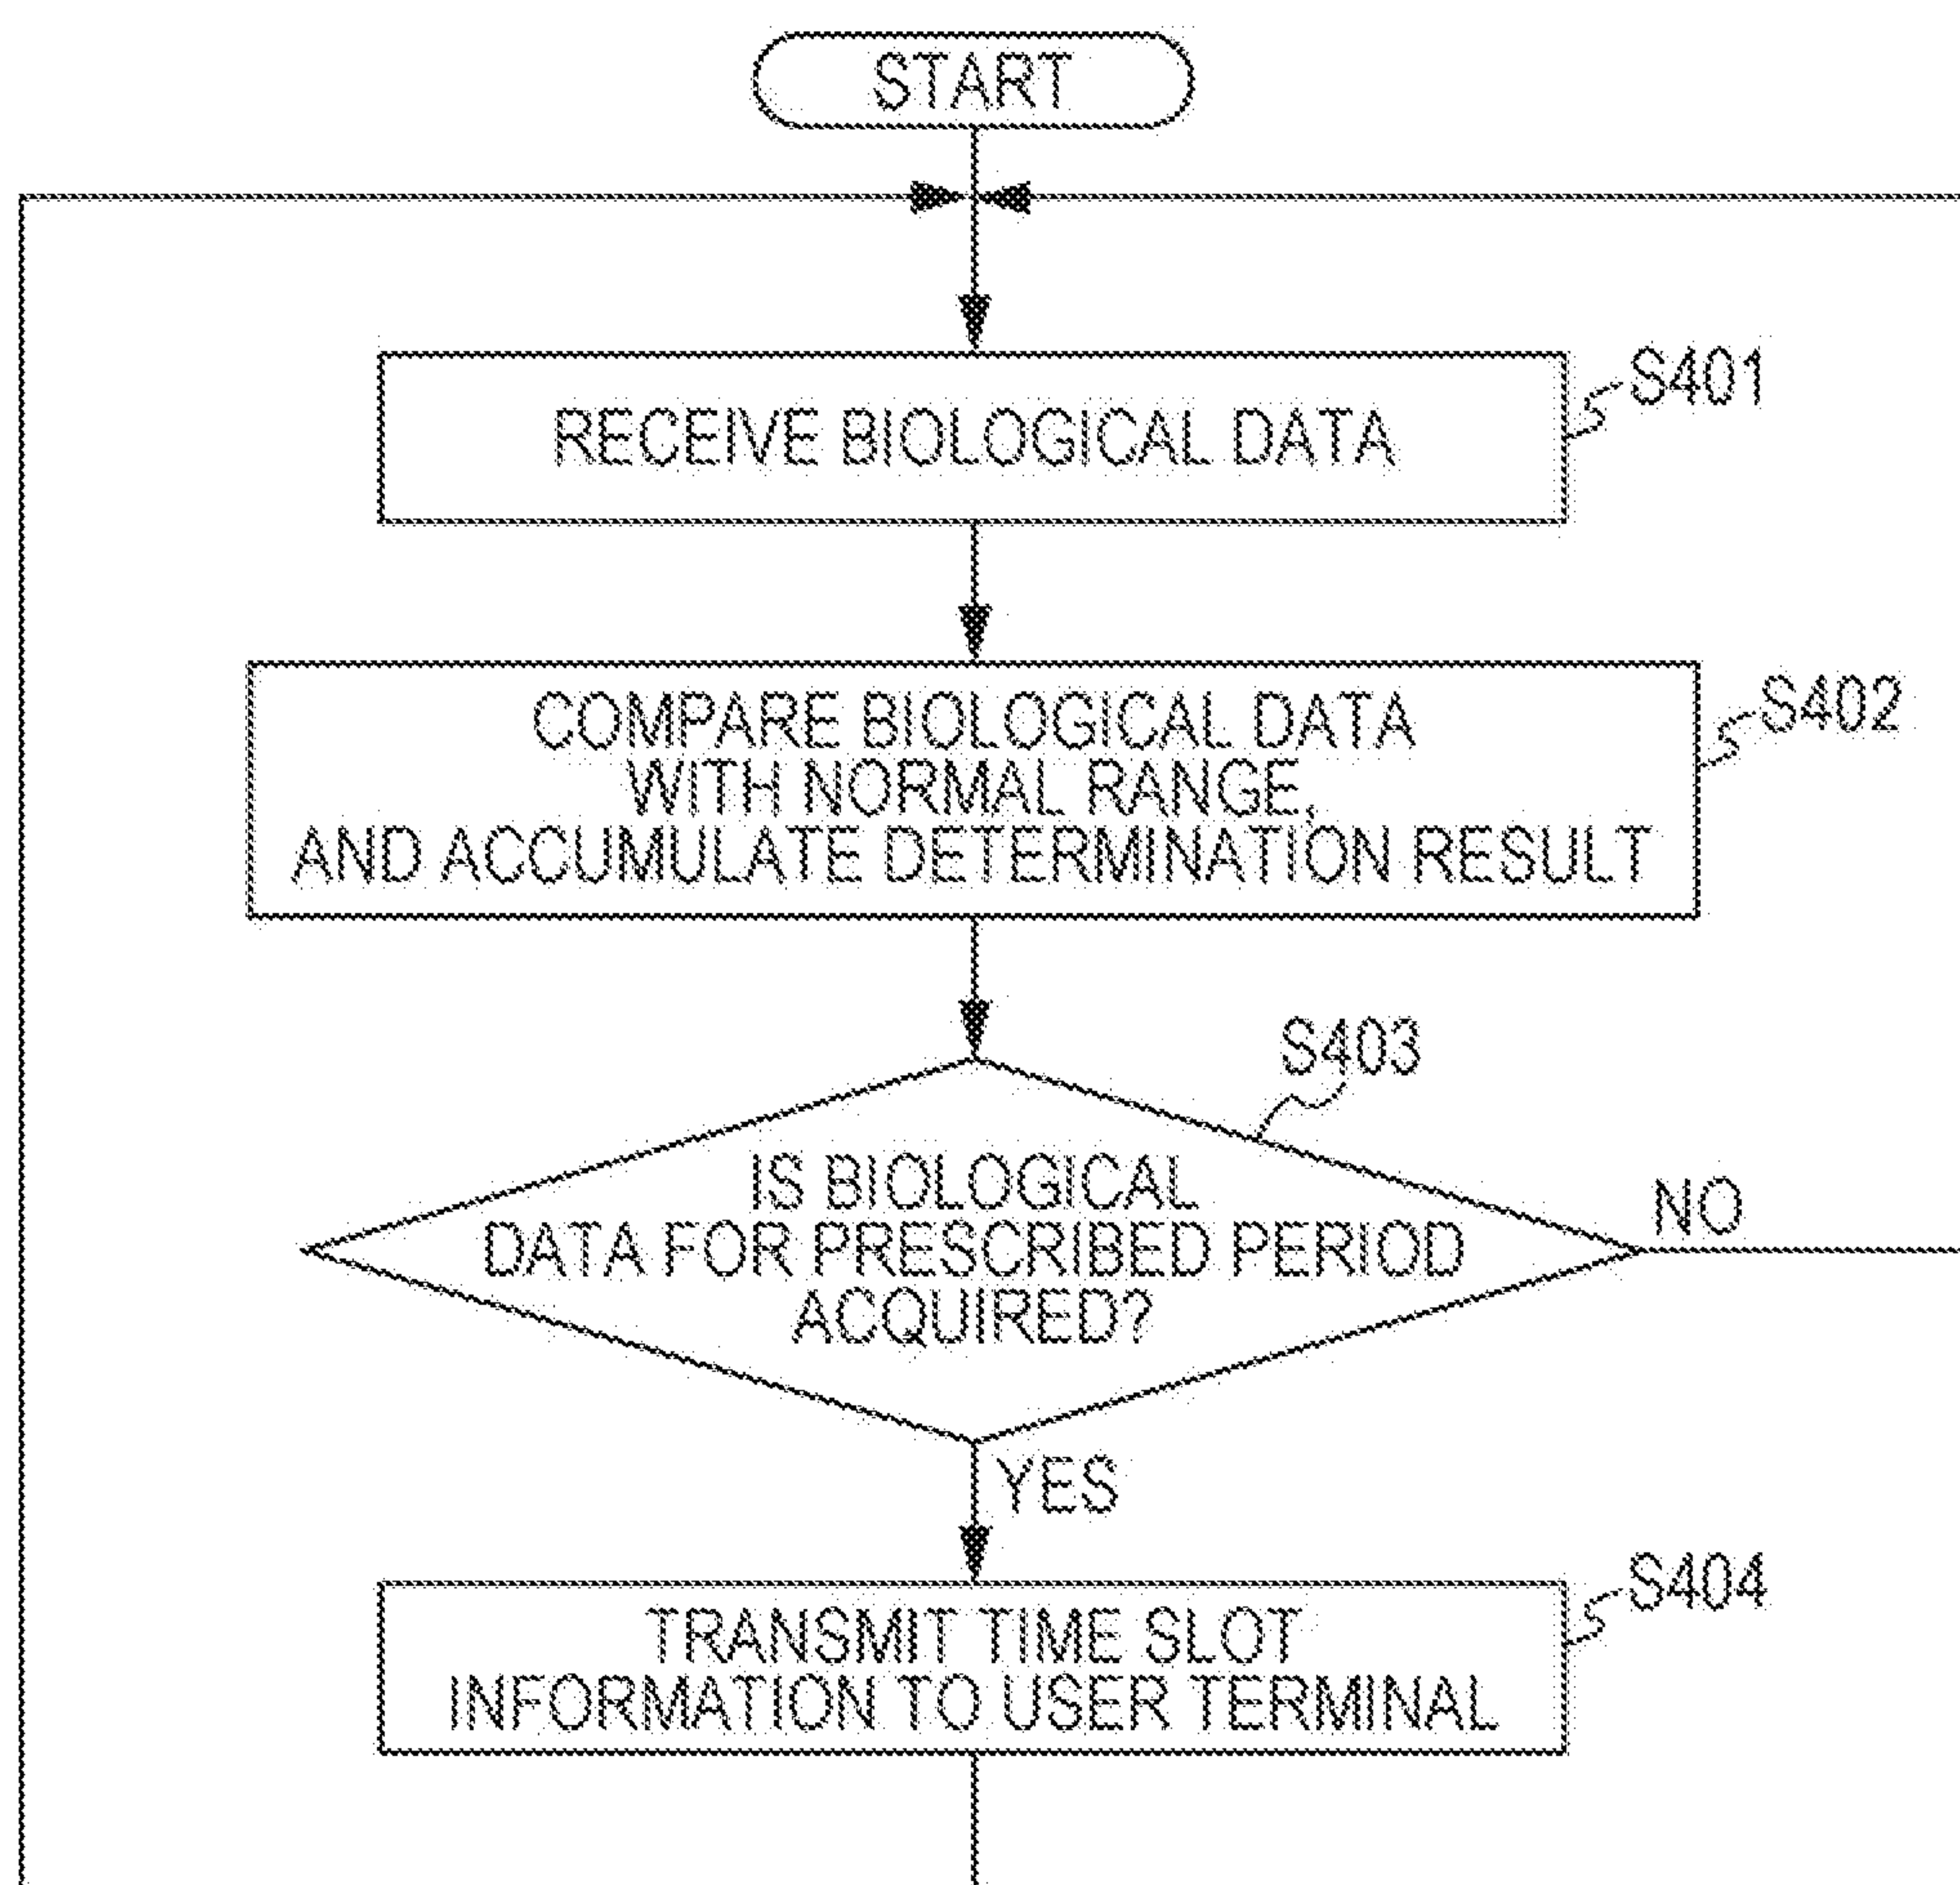 START
RECEIVE BIOLOGICAL DATA
S401
COMPARE BIOLOGICAL DATA
WITH NORMAL RANGE,
AND ACCUMULATE DETERMINATION RESULT
S402
S403
IS BIOLOGICAL
DATA FOR PRESCRIBED PERIOD
ACQUIRED?
NO
YES
TRANSMIT TIME SLOT
INFORMATION TO USER TERMINAL
S404